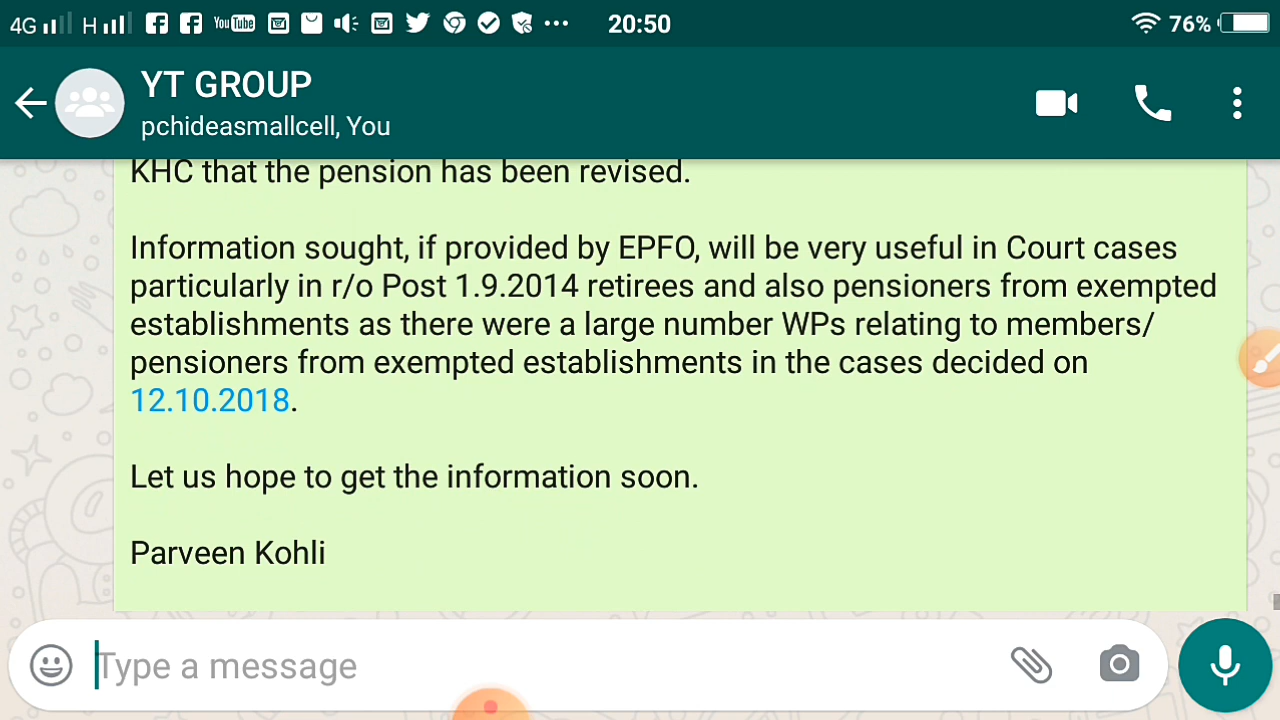 4G H YouTube 20:50 76%
YT GROUP
pchideasmallcell, You
KHC that the pension has been revised.
Information sought, if provided by EPFO, will be very useful in Court cases
particularly in r/o Post 1.9.2014 retirees and also pensioners from exempted
establishments as there were a large number WPs relating to members/
pensioners from exempted establishments in the cases decided on
12.10.2018.
Let us hope to get the information soon.
Parveen Kohli
Type a message